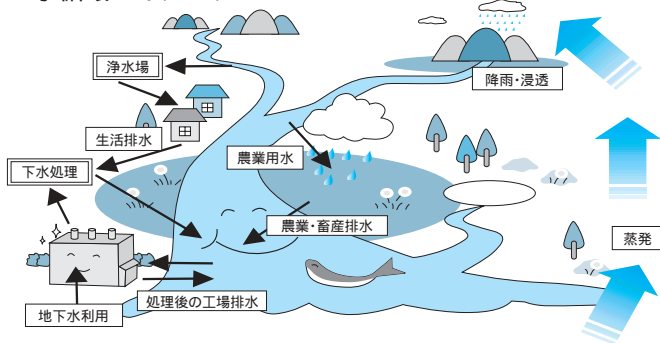 浄水場
降雨・浸透
生活排水
農業用水
下水処理
農業・畜産排水
蒸発
処理後の工場排水
地下水利用